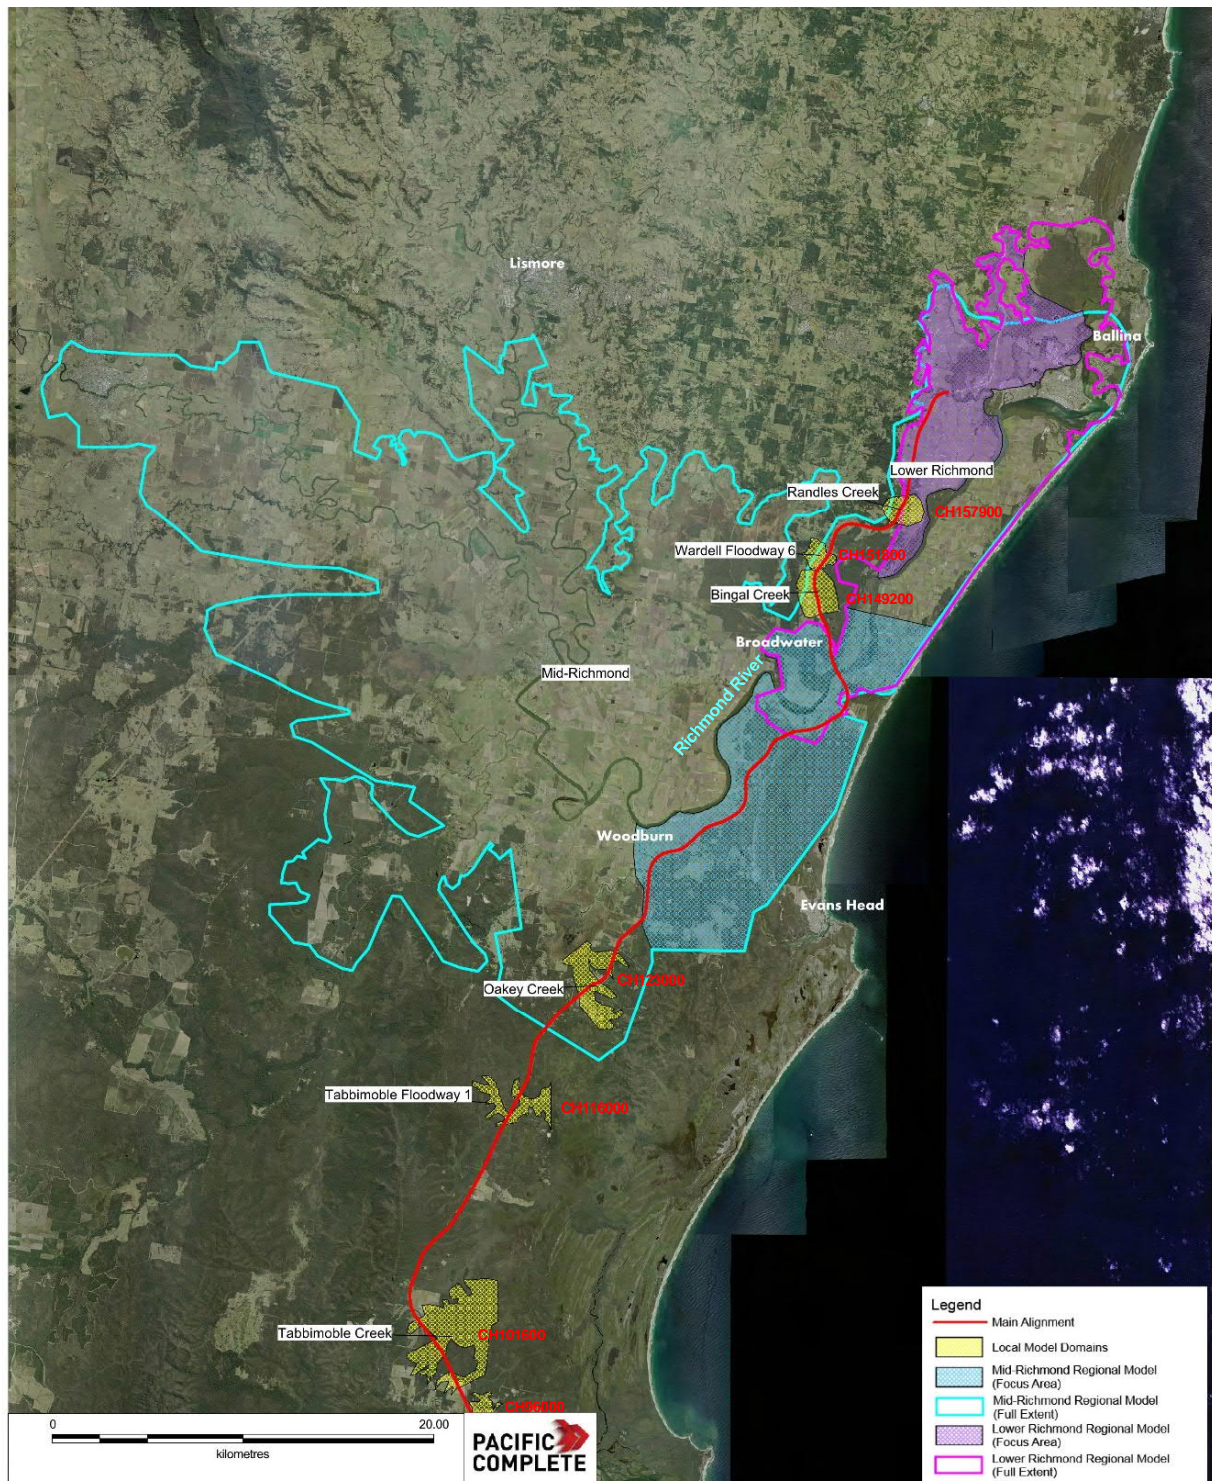 Lismore
Ballina
Lower Richmond
Randles Creek
CH157900
Wardell Floodway 6
CH151300
Bingal Creek
CH149200
Broadwater
Mid-Richmond
Richmond River
Woodburn
Evans Head
CH123000
Oakey Creek
Tabbimoble Floodway 1
CH116000
Tabbimoble Creek
CH101600
CH96000
Legend
Main Alignment
Local Model Domains
Mid-Richmond Regional Model
(Focus Area)
Mid-Richmond Regional Model
(Full Extent)
Lower Richmond Regional Model
(Focus Area)
Lower Richmond Regional Model
(Full Extent)
0 20.00
kilometres
PACIFIC
COMPLETE